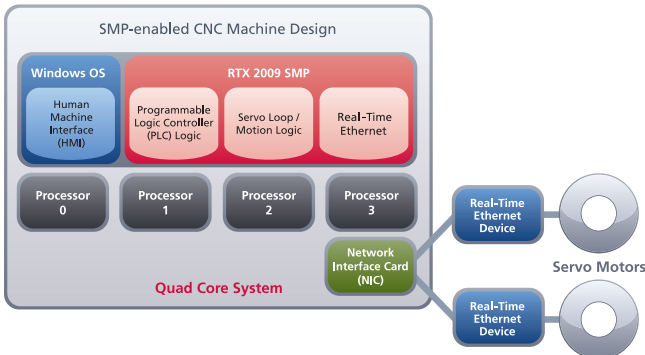 SMP-enabled CNC Machine Design
Windows OS
RTX 2009 SMP
Human
Machine
Interface
(HMI)
Programmable
Logic Controller
(PLC) Logic
Servo Loop /
Motion Logic
Real-Time
Ethernet
Processor
0
Processor
1
Processor
2
Processor
3
Network
Interface Card
(NIC)
Quad Core System
Real-Time
Ethernet
Device
Servo Motors
Real-Time
Ethernet
Device